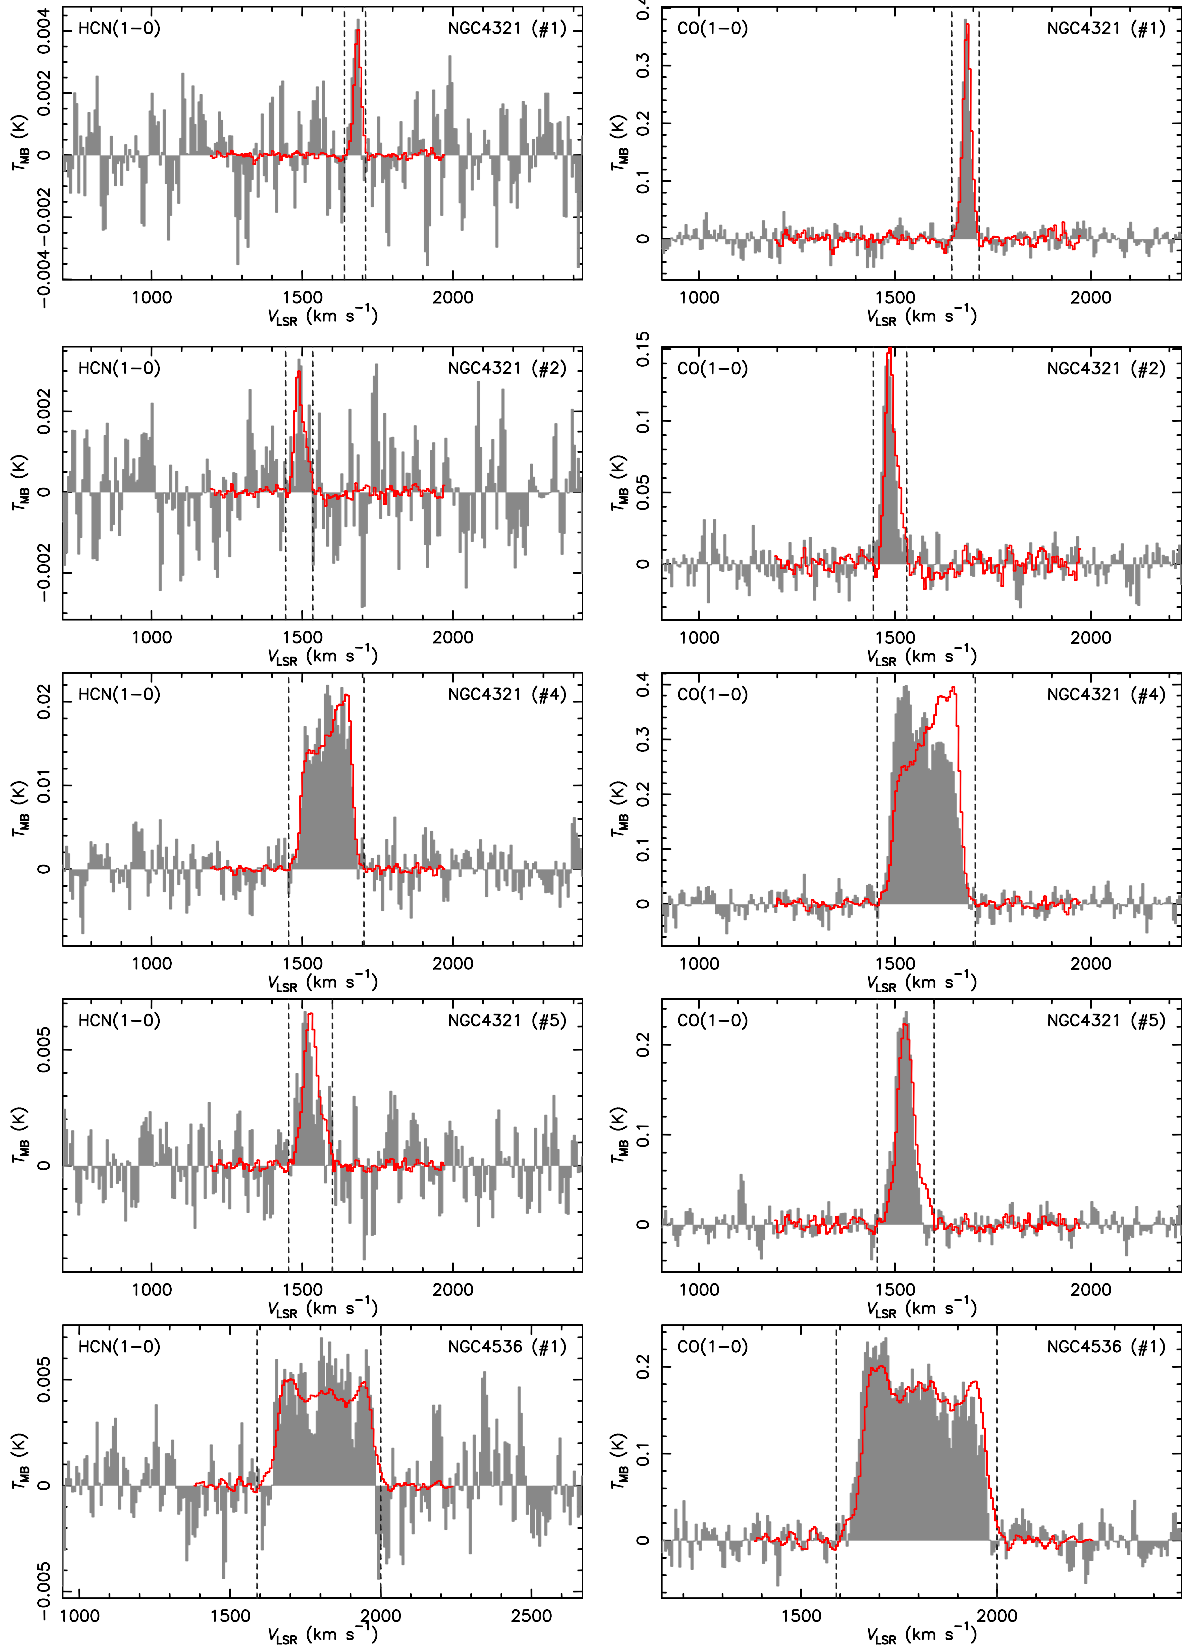 HCN(1−0) NGC4321 (#1)
T_MB (K)
0.004
0.002
0
−0.002
−0.004
1000 1500 2000
V_LSR (km s⁻¹)
CO(1−0) NGC4321 (#1)
T_MB (K)
0.4
0.3
0.2
0.1
0
1000 1500 2000
V_LSR (km s⁻¹)
HCN(1−0) NGC4321 (#2)
T_MB (K)
0.002
0
−0.002
1000 1500 2000
V_LSR (km s⁻¹)
CO(1−0) NGC4321 (#2)
T_MB (K)
0.15
0.1
0.05
0
1000 1500 2000
V_LSR (km s⁻¹)
HCN(1−0) NGC4321 (#4)
T_MB (K)
0.02
0.01
0
1000 1500 2000
V_LSR (km s⁻¹)
CO(1−0) NGC4321 (#4)
T_MB (K)
0.4
0.3
0.2
0.1
0
1000 1500 2000
V_LSR (km s⁻¹)
HCN(1−0) NGC4321 (#5)
T_MB (K)
0.005
0
1000 1500 2000
V_LSR (km s⁻¹)
CO(1−0) NGC4321 (#5)
T_MB (K)
0.2
0.1
0
1000 1500 2000
V_LSR (km s⁻¹)
HCN(1−0) NGC4536 (#1)
T_MB (K)
0.005
0
−0.005
1000 1500 2000 2500
V_LSR (km s⁻¹)
CO(1−0) NGC4536 (#1)
T_MB (K)
0.2
0.1
0
1500 2000
V_LSR (km s⁻¹)